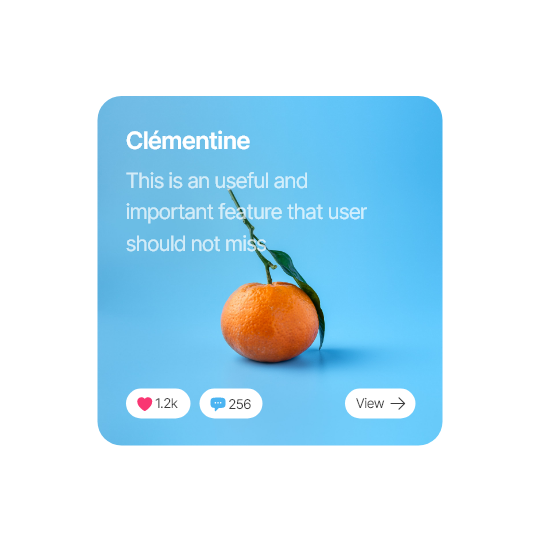 Clémentine
This is an useful and
important feature that user
should not miss
1.2k
256
View